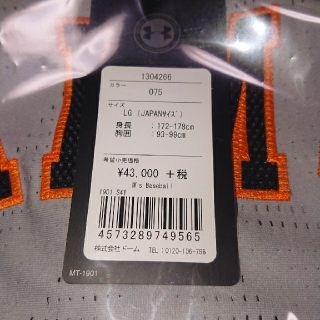 1304266
カラー
075
サイズ
LG (JAPANサイズ)
身長 :172-178cm
胸囲 :93-99cm
希望小売価格
¥43,000 +税
M's Baseball
1901 S41
4573289749565
株式会社ドーム TEL:0120-106-786
MT-1901